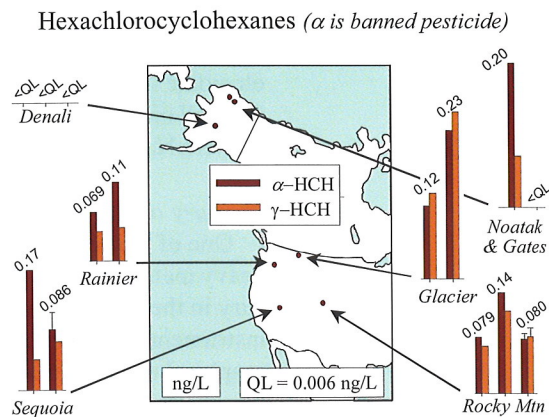 Hexachlorocyclohexanes (α is banned pesticide)
<QL <QL <QL
Denali
0.20
<QL
Noatak
& Gates
α−HCH
γ−HCH
0.069 0.11
Rainier
0.12 0.23
Glacier
0.17 0.086
Sequoia
0.079 0.14 0.080
Rocky Mtn
ng/L
QL = 0.006 ng/L